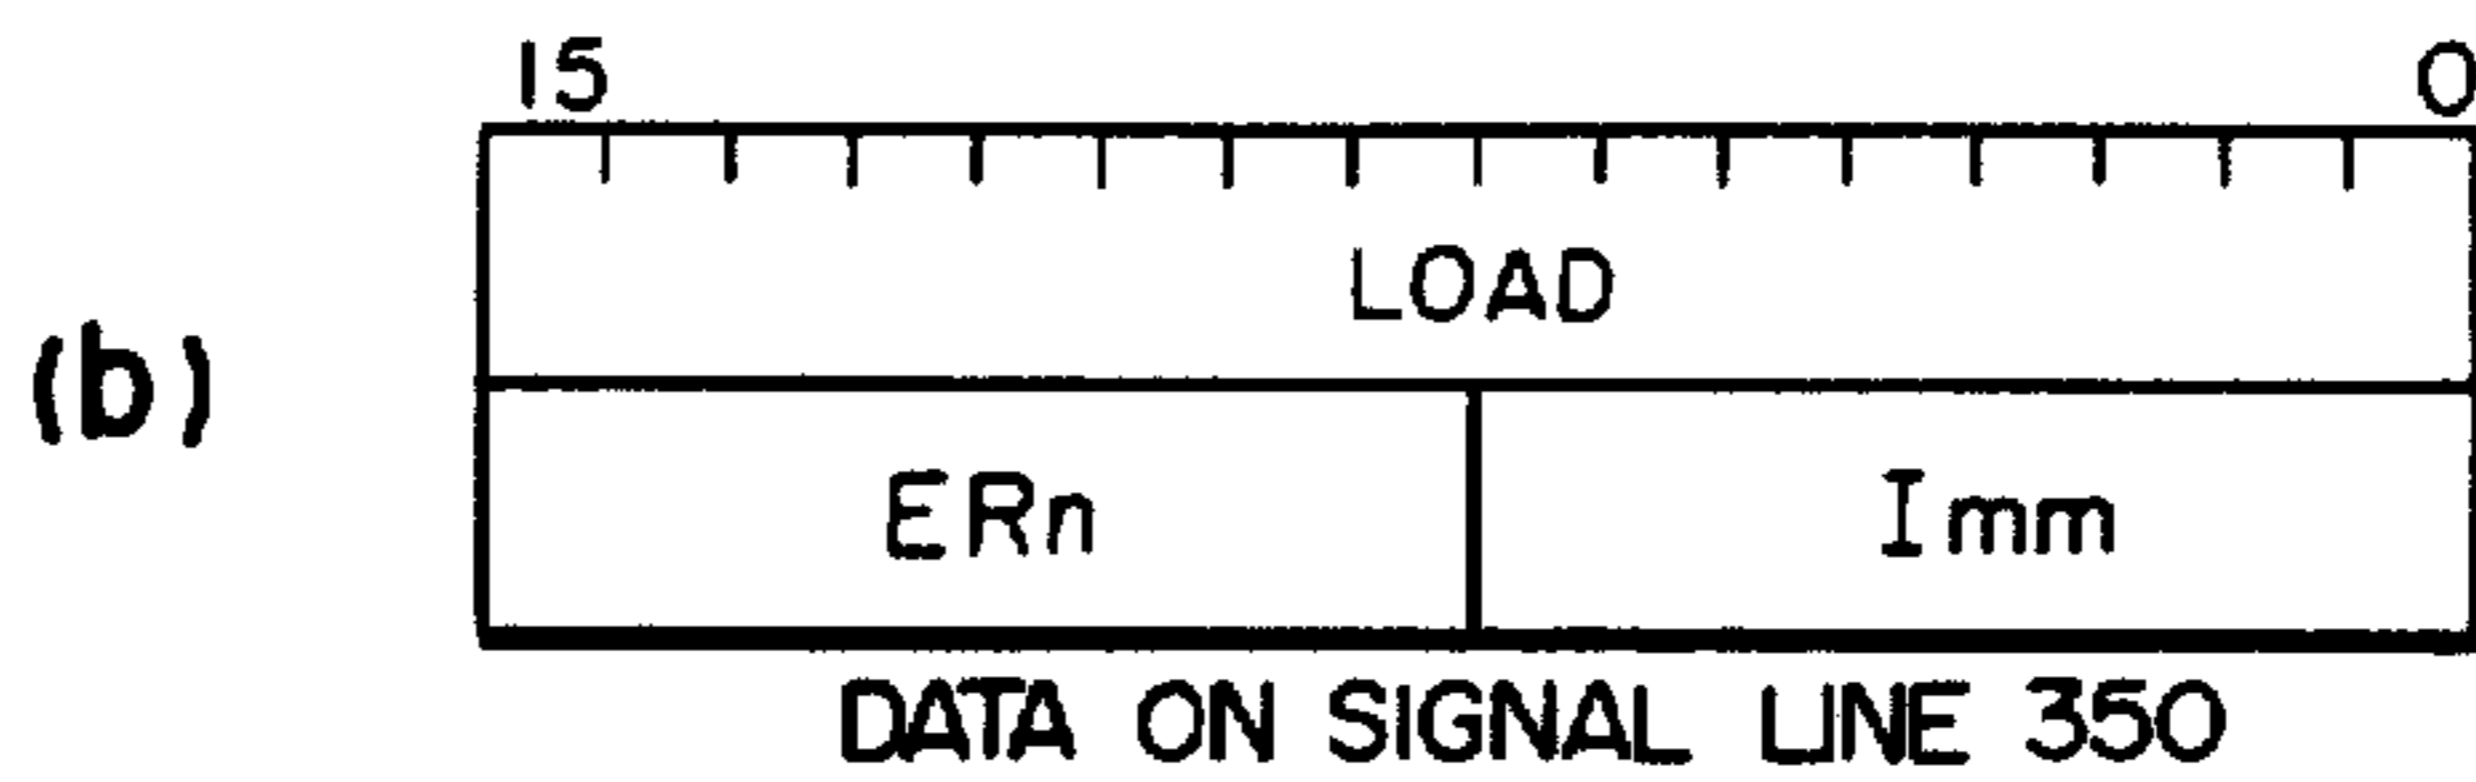 15 0
LOAD
(b)
ERn Imm
DATA ON SIGNAL LINE 350